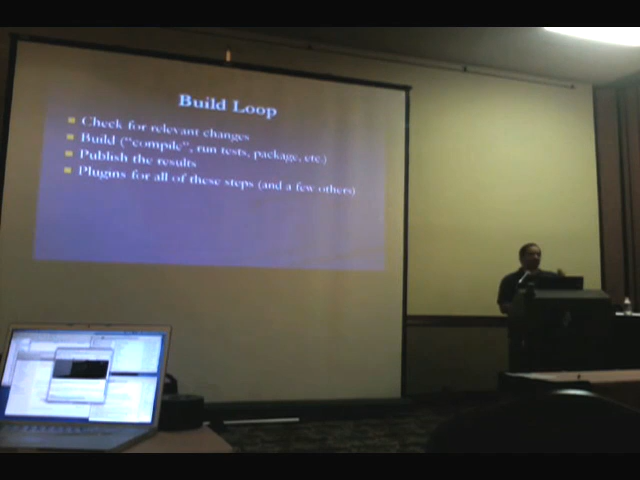 Build Loop
Check for relevant changes
Build ("compile", run tests, package, etc.)
Publish the results
Plugins for all of these steps (and a few others)